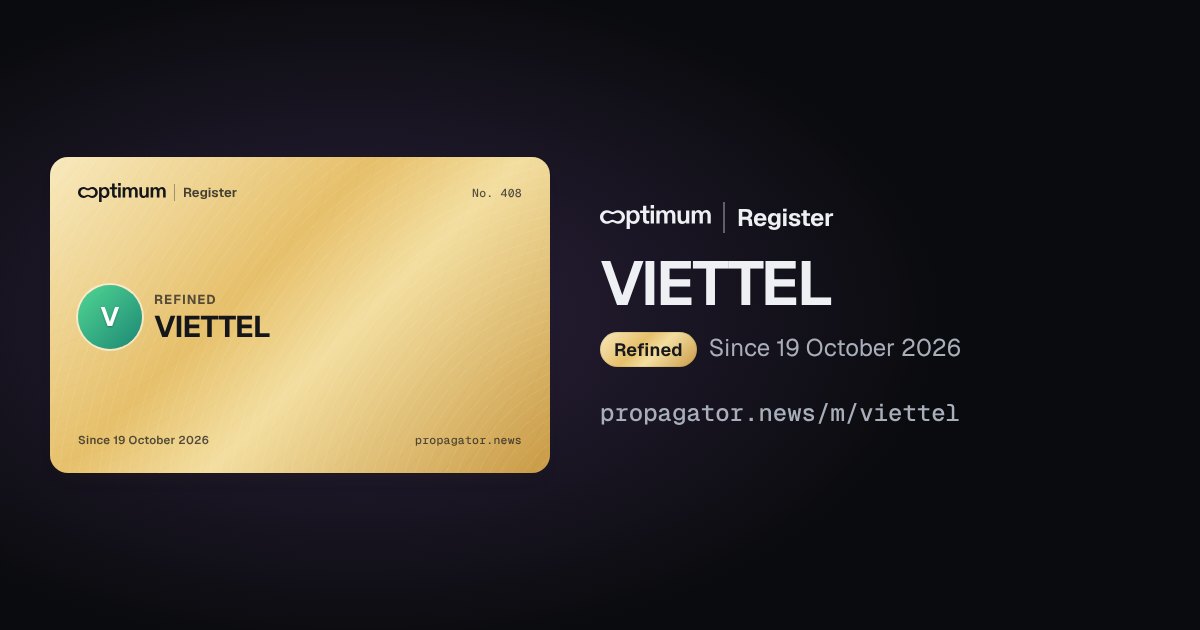 optimum | Register
No. 408
V
REFINED
VIETTEL
Since 19 October 2026
propagator.news
optimum | Register
VIETTEL
Refined Since 19 October 2026
propagator.news/m/viettel